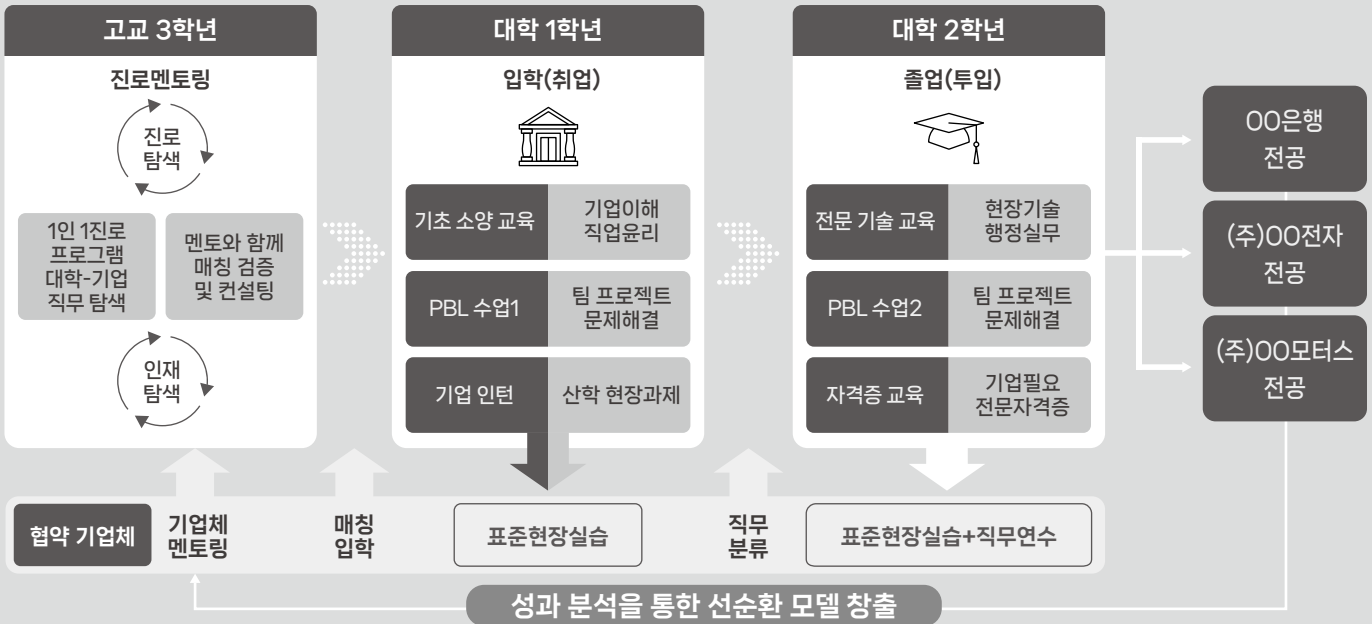 고교 3학년
진로멘토링
진로
탐색
1인 1진로
프로그램
대학-기업
직무 탐색
멘토와 함께
매칭 검증
및 컨설팅
인재
탐색
대학 1학년
입학(취업)
기초 소양 교육
기업이해
직업윤리
PBL 수업1
팀 프로젝트
문제해결
기업 인턴
산학 현장과제
대학 2학년
졸업(투입)
전문 기술 교육
현장기술
행정실무
PBL 수업2
팀 프로젝트
문제해결
자격증 교육
기업필요
전문자격증
OO은행
전공
(주)OO전자
전공
(주)OO모터스
전공
협약 기업체
기업체
멘토링
매칭
입학
표준현장실습
직무
분류
표준현장실습+직무연수
성과 분석을 통한 선순환 모델 창출